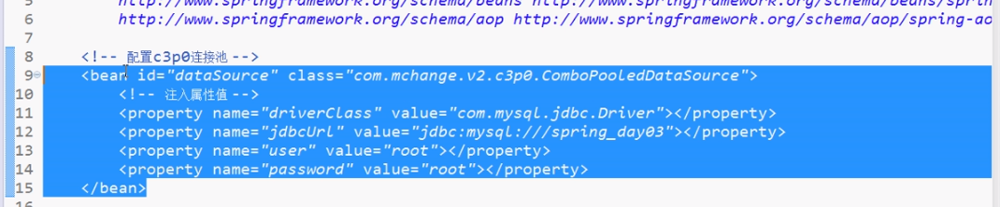 5 http://www.springframework.org/schema/beans http://www.springframework.org/schema/beans/sprin
6 http://www.springframework.org/schema/aop http://www.springframework.org/schema/aop/spring-ao
7
8 <!-- 配置c3p0连接池 -->
9 <bean id="dataSource" class="com.mchange.v2.c3p0.ComboPooledDataSource">
10 <!-- 注入属性值 -->
11 <property name="driverClass" value="com.mysql.jdbc.Driver"></property>
12 <property name="jdbcUrl" value="jdbc:mysql:///spring_day03"></property>
13 <property name="user" value="root"></property>
14 <property name="password" value="root"></property>
15 </bean>
16